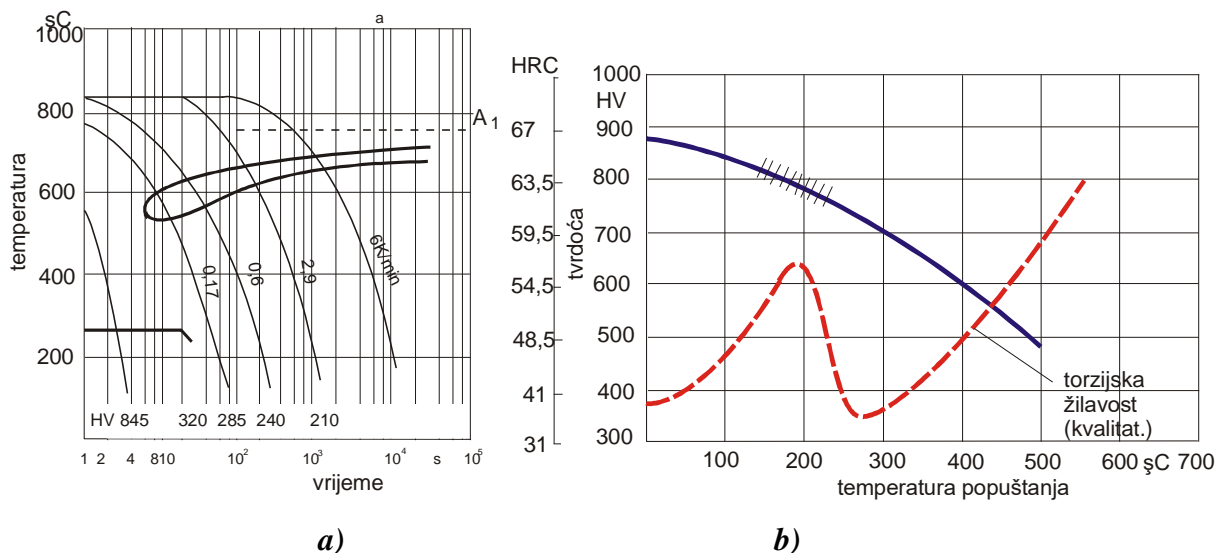 şC
a
1000
800
600
400
200
temperatura
A1
0,17
0,6
2,9
6K/min
HV 845 320 285 240 210
1 2 4 8 10 10² 10³ 10⁴ s 10⁵
vrijeme
a)
HRC
67
63,5
59,5
54,5
48,5
41
31
tvrdoća
1000
HV
900
800
700
600
500
400
300
torzijska
žilavost
(kvalitat.)
100 200 300 400 500 600 şC 700
temperatura popuštanja
b)